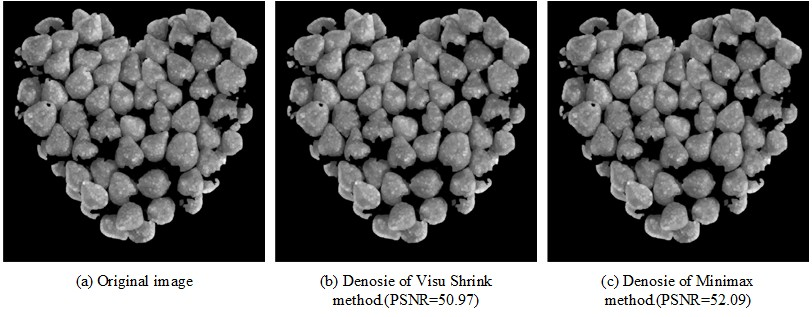 (a) Original image
(b) Denosie of Visu Shrink
method.(PSNR=50.97)
(c) Denosie of Minimax
method.(PSNR=52.09)